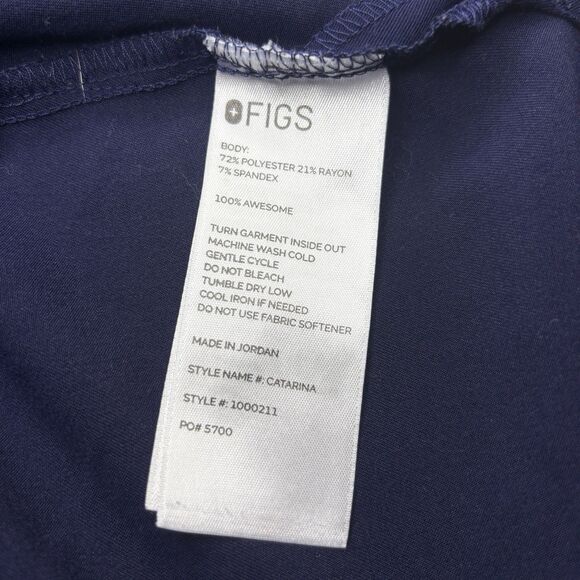 FIGS
BODY:
72% POLYESTER 21% RAYON
7% SPANDEX
100% AWESOME
TURN GARMENT INSIDE OUT
MACHINE WASH COLD
GENTLE CYCLE
DO NOT BLEACH
TUMBLE DRY LOW
COOL IRON IF NEEDED
DO NOT USE FABRIC SOFTENER
MADE IN JORDAN
STYLE NAME #: CATARINA
STYLE #: 1000211
PO# 5700